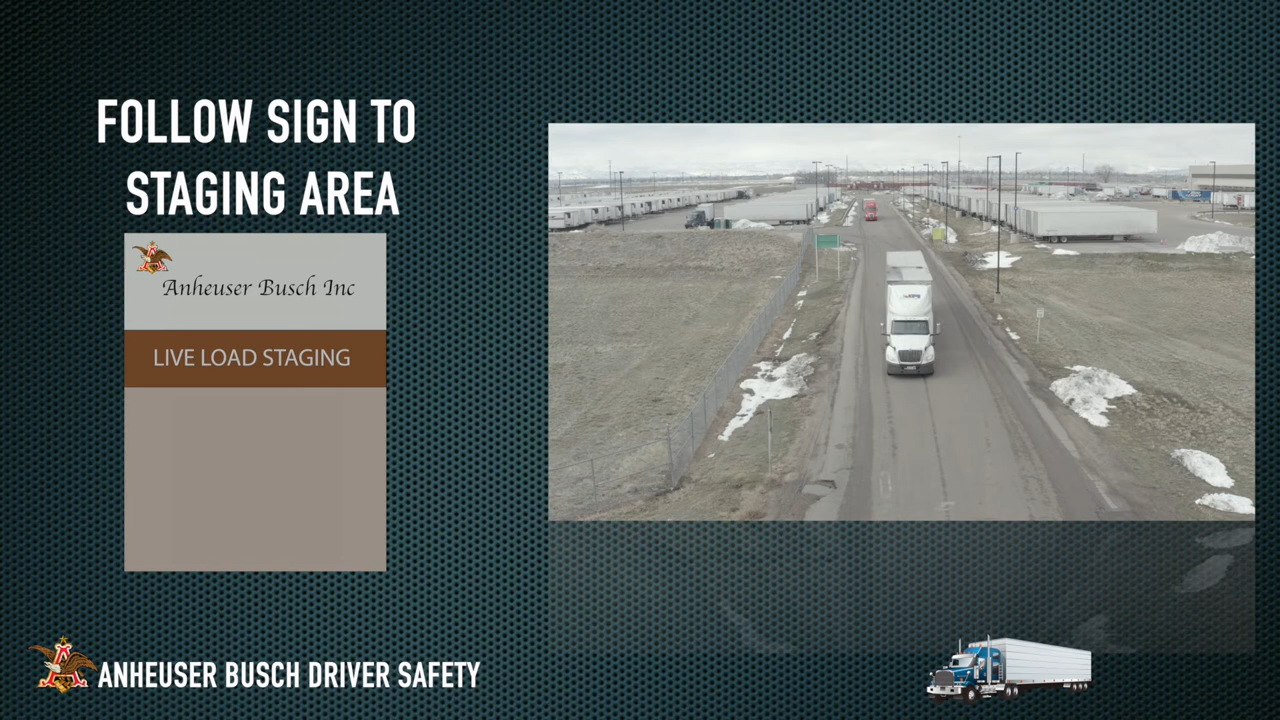 FOLLOW SIGN TO
STAGING AREA
Anheuser Busch Inc
LIVE LOAD STAGING
ANHEUSER BUSCH DRIVER SAFETY